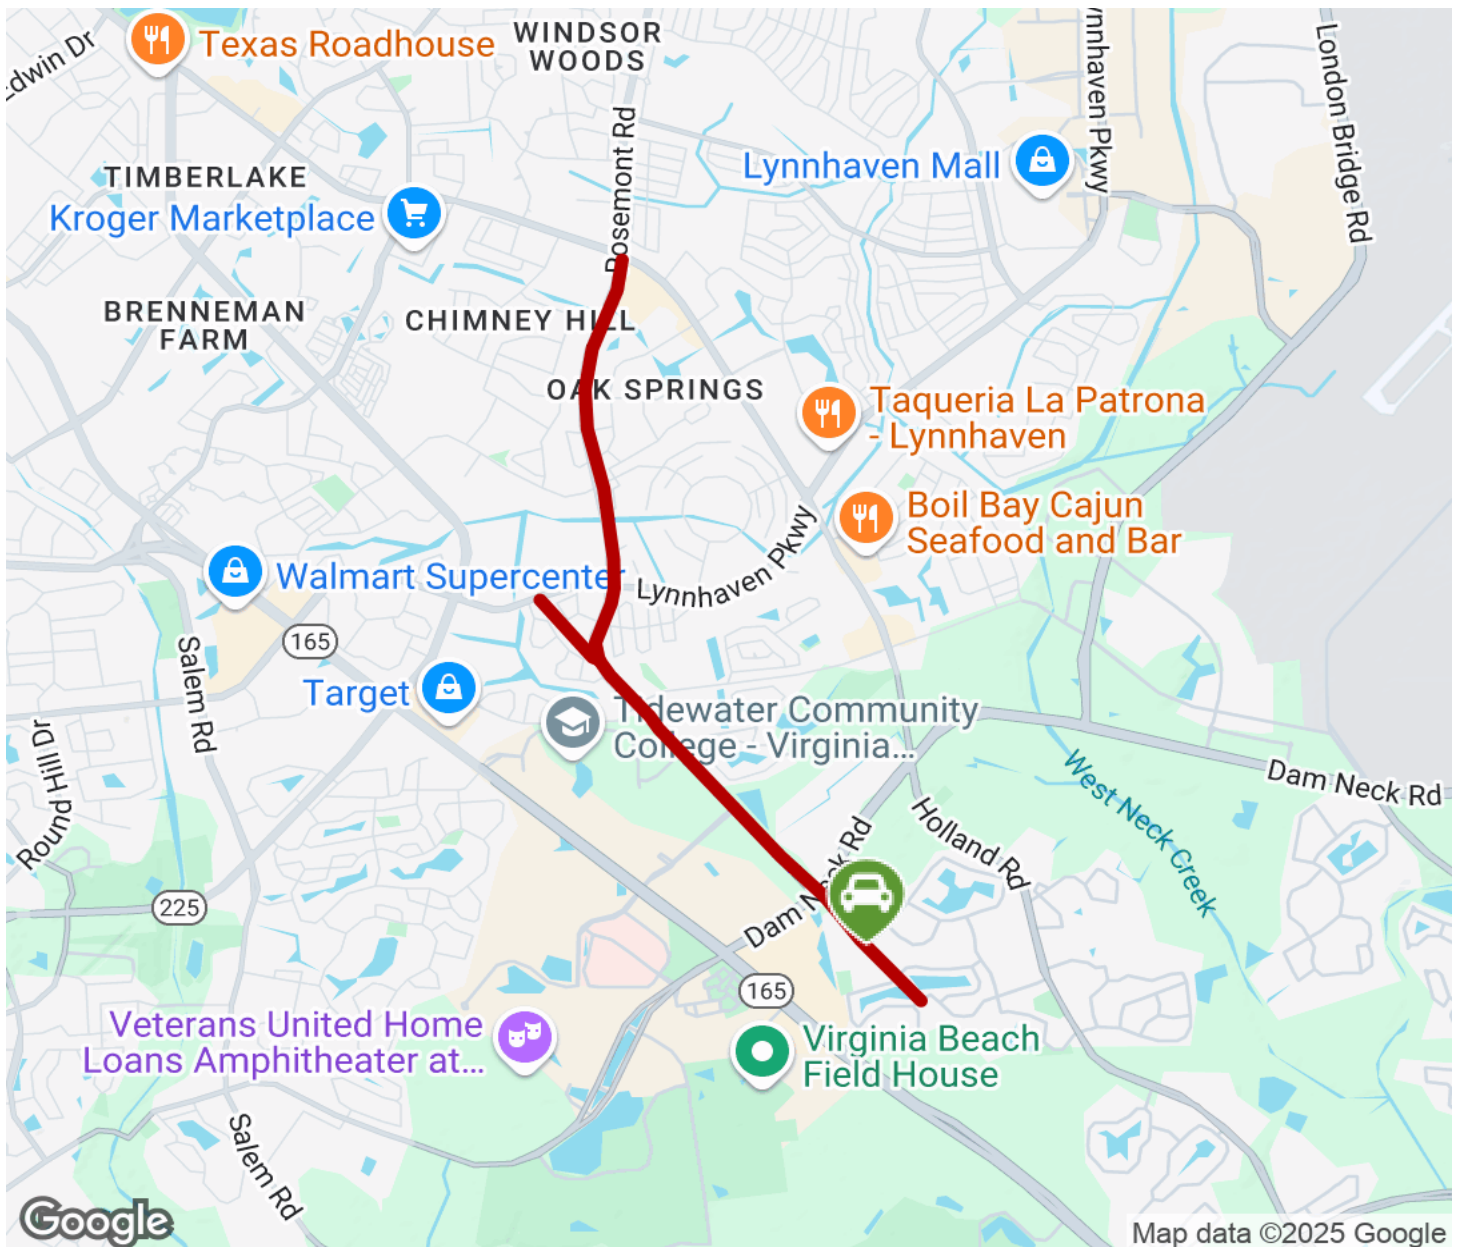 WINDSOR
WOODS
Texas Roadhouse
Edwin Dr
ynnhaven Pkwy
London Bridge Rd
Rosemont Rd
Lynnhaven Mall
TIMBERLAKE
Kroger Marketplace
BRENNEMAN
FARM
CHIMNEY HILL
OAK SPRINGS
Taqueria La Patrona
- Lynnhaven
Boil Bay Cajun
Seafood and Bar
Walmart Supercenter
Lynnhaven Pkwy
165
Salem Rd
Target
Tidewater Community
College - Virginia...
Round Hill Dr
West Neck Creek
Dam Neck Rd
Holland Rd
Dam Neck Rd
225
165
Veterans United Home
Loans Amphitheater at...
Virginia Beach
Field House
Salem Rd
Google
Map data ©2025 Google